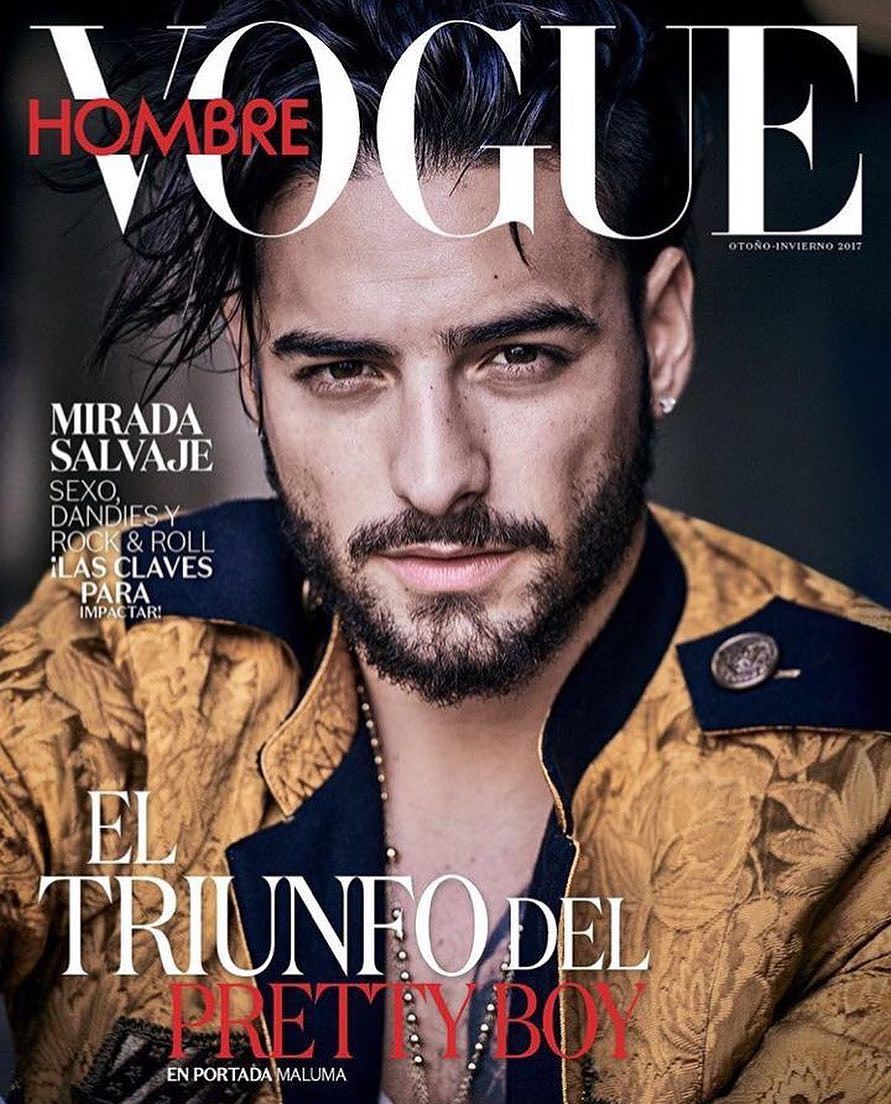 VOGUE
HOMBRE
OTOÑO-INVIERNO 2017
MIRADA
SALVAJE
SEXO,
DANDIES Y
ROCK & ROLL
¡LAS CLAVES
PARA
IMPACTAR!
EL
TRIUNFO DEL
PRETTY BOY
EN PORTADA MALUMA